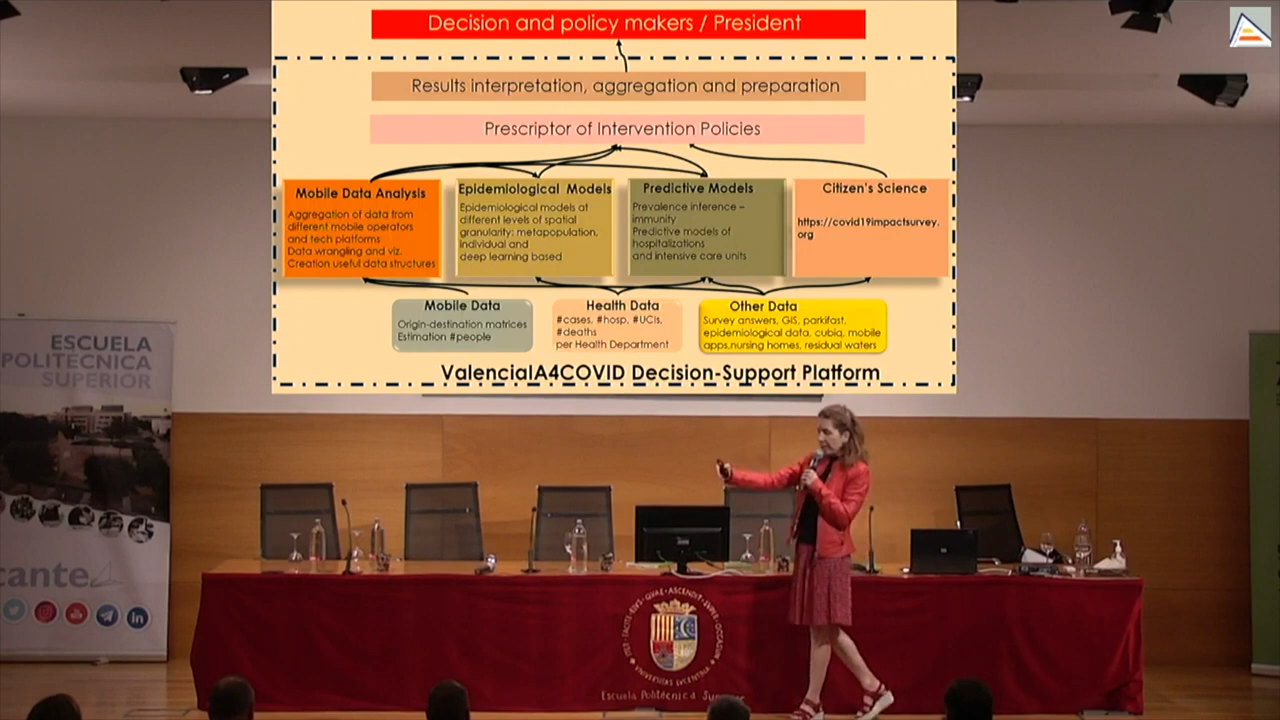 Decision and policy makers / President
Results interpretation, aggregation and preparation
Prescriptor of Intervention Policies
Mobile Data Analysis
Aggregation of data from
different mobile operators
and tech platforms
Data wrangling and viz.
Creation useful data structures
Epidemiological Models
Epidemiological models at
different levels of spatial
granularity: metapopulation,
individual and
deep learning based
Predictive Models
Prevalence inference –
immunity
Predictive models of
hospitalizations
and intensive care units
Citizen's Science
https://covid19impactsurvey.
org
Mobile Data
Origin-destination matrices
Estimation #people
Health Data
#cases, #hosp, #UCIs,
#deaths
per Health Department
Other Data
Survey answers, GIS, parkifast,
epidemiological data, cubiq, mobile
apps,nursing homes, residual waters
ValenciaIA4COVID Decision-Support Platform
ESCUELA
POLITECNICA
SUPERIOR
cante
Escuela Politécnica